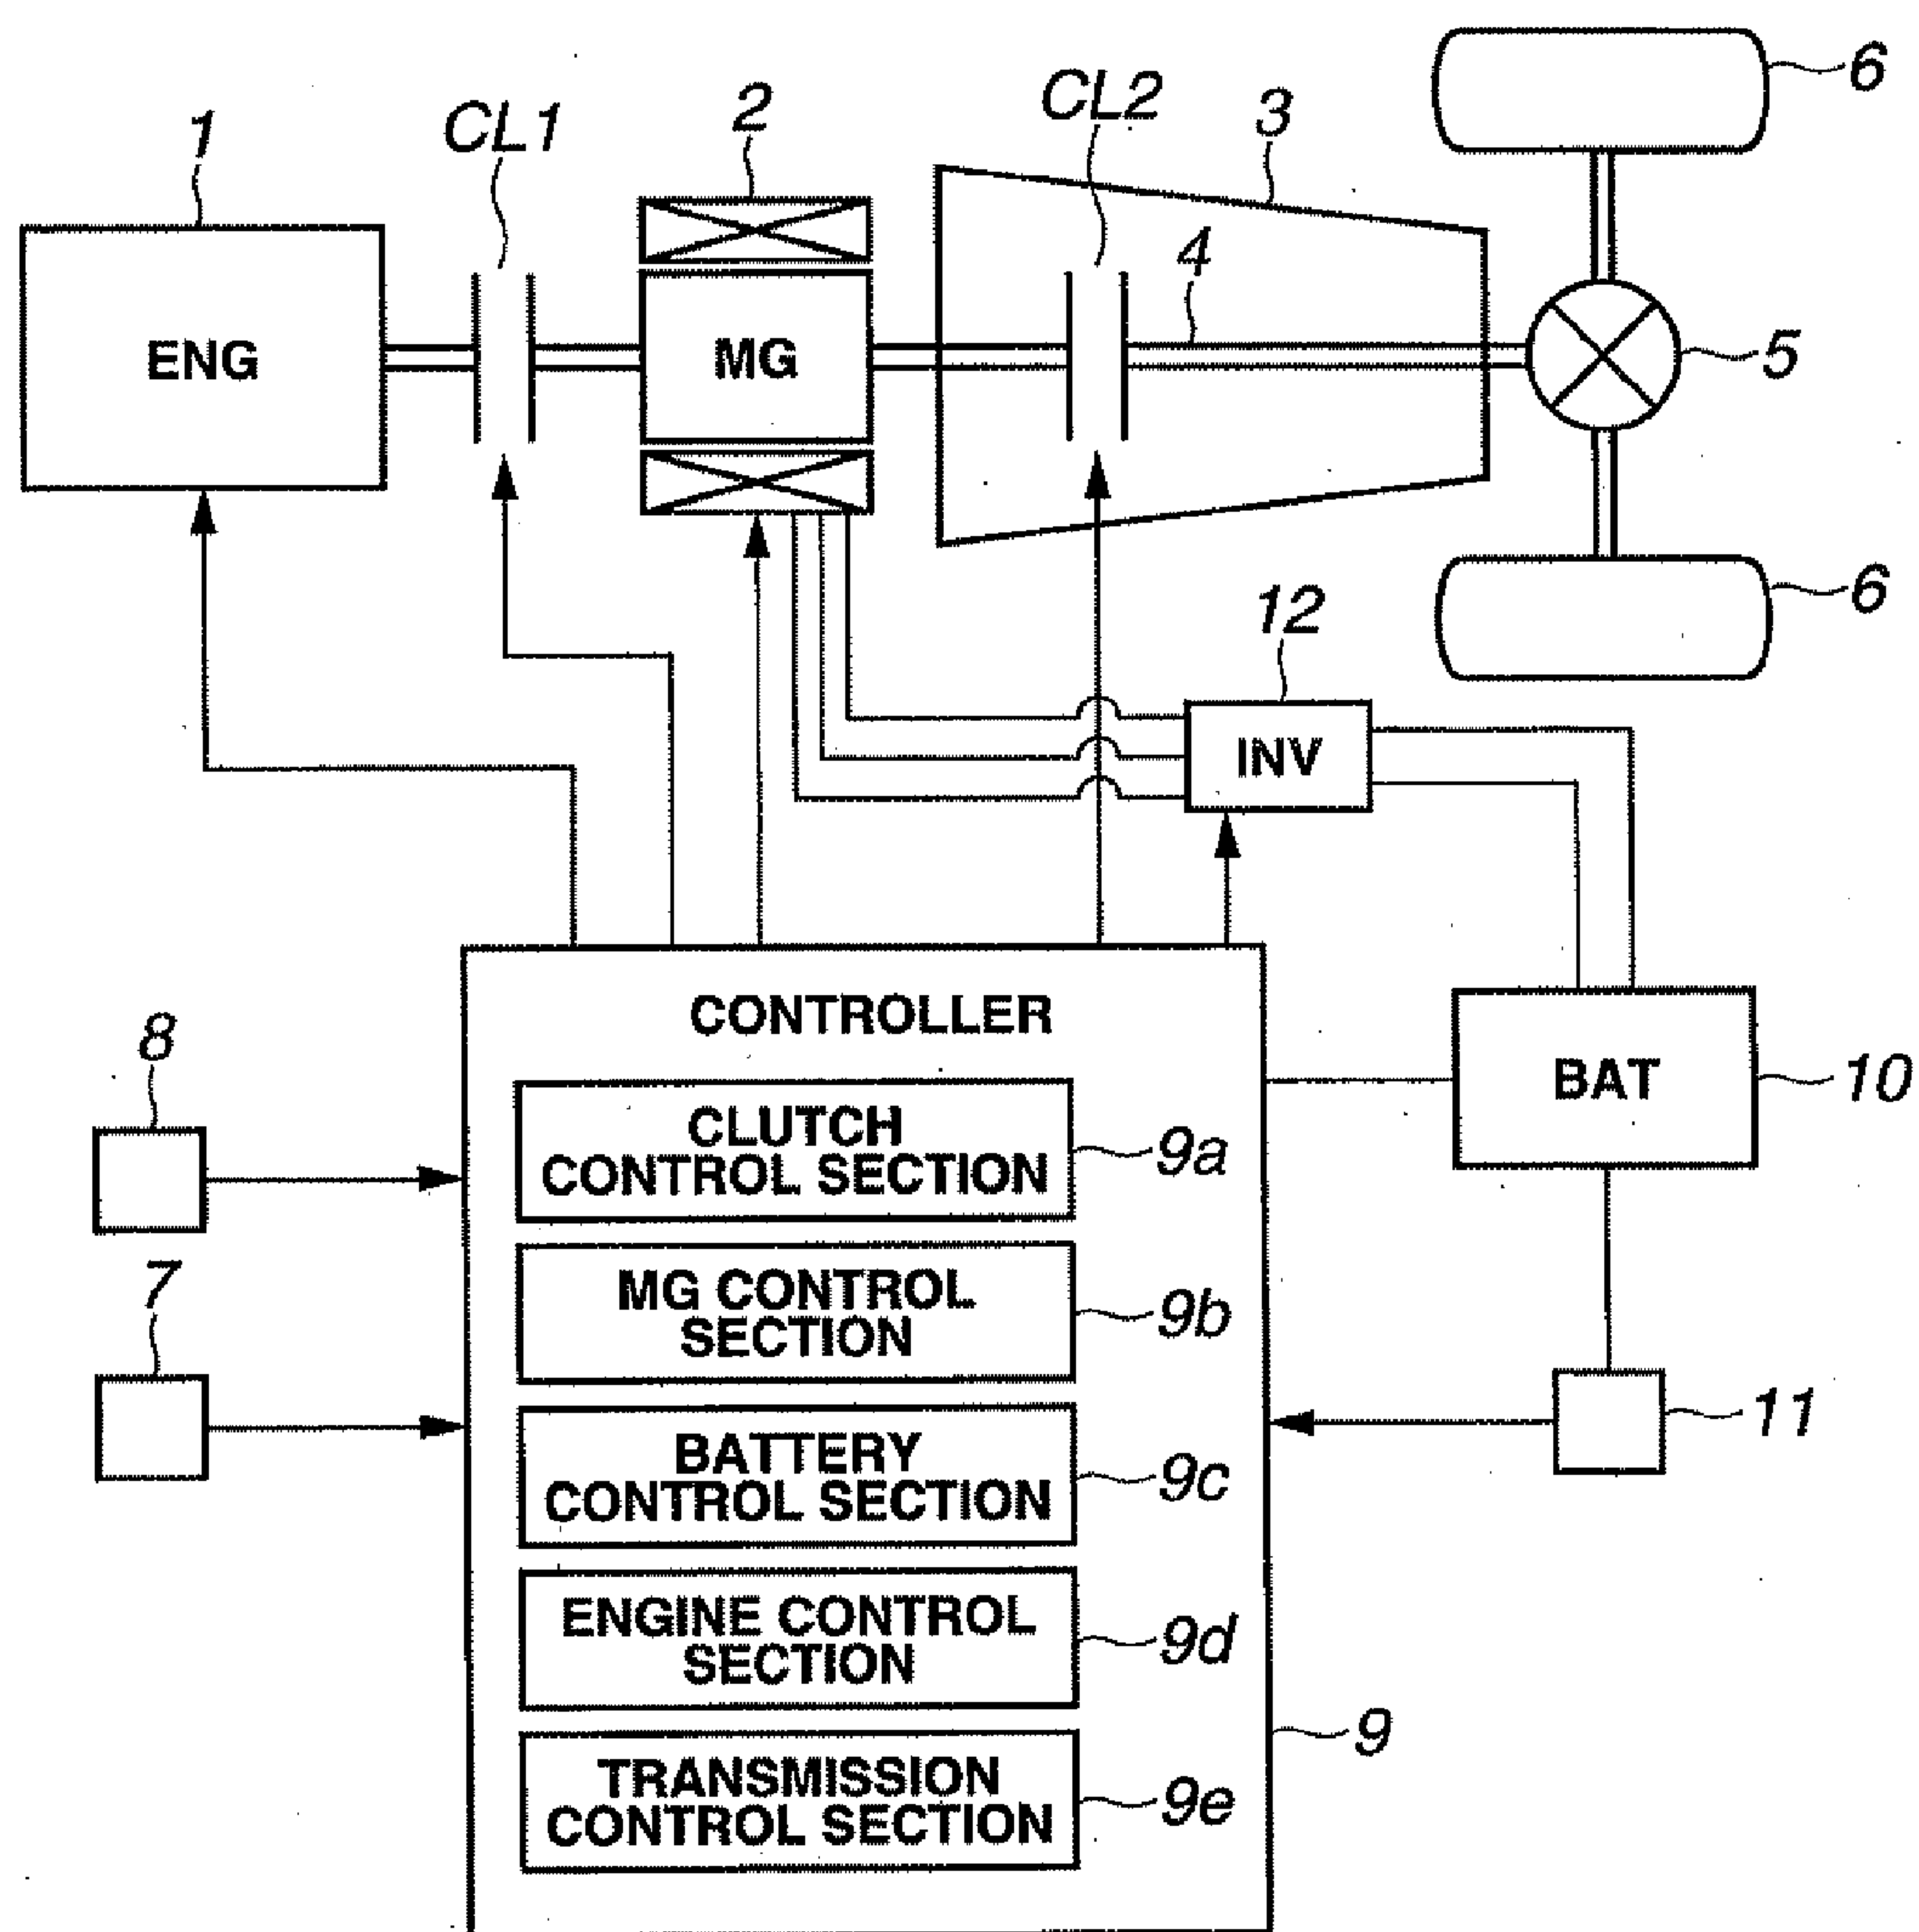 1
CL1
2
CL2
3
6
ENG
MG
4
5
6
12
INV
CONTROLLER
8
CLUTCH
CONTROL SECTION
9a
BAT
10
7
MG CONTROL
SECTION
9b
BATTERY
CONTROL SECTION
9c
11
ENGINE CONTROL
SECTION
9d
9
TRANSMISSION
CONTROL SECTION
9e